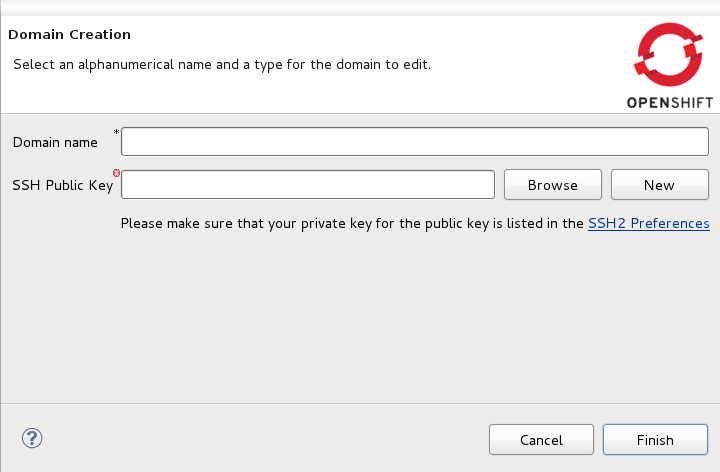 Domain Creation
Select an alphanumerical name and a type for the domain to edit.
OPENSHIFT
Domain name *
SSH Public Key
Browse
New
Please make sure that your private key for the public key is listed in the SSH2 Preferences
?
Cancel
Finish